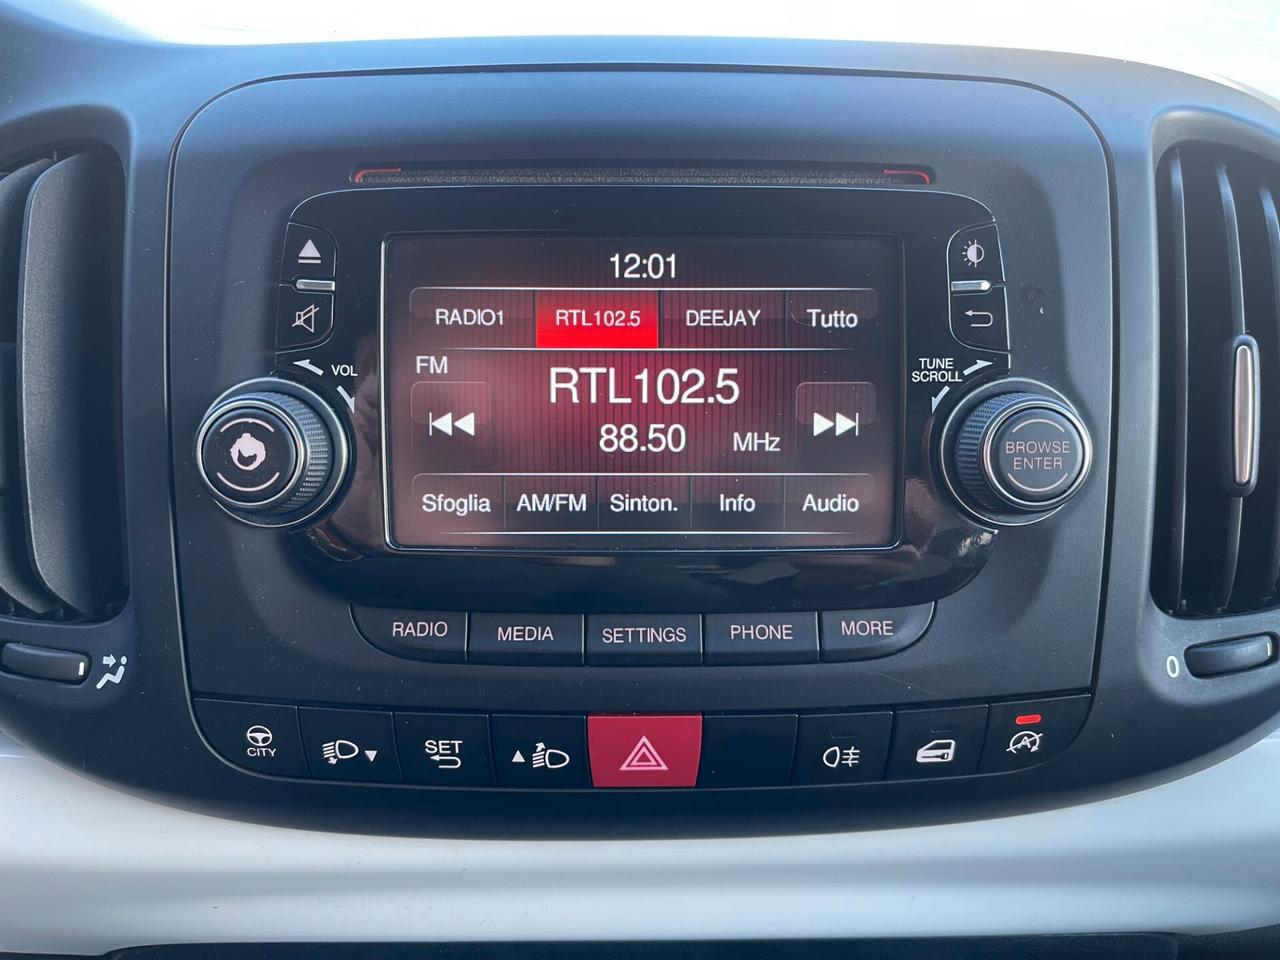 12:01
RADIO1 RTL102.5 DEEJAY Tutto
FM
RTL102.5
88.50 MHz
Sfoglia AM/FM Sinton. Info Audio
VOL
TUNE
SCROLL
BROWSE
ENTER
RADIO MEDIA SETTINGS PHONE MORE
0
CITY
SET
A